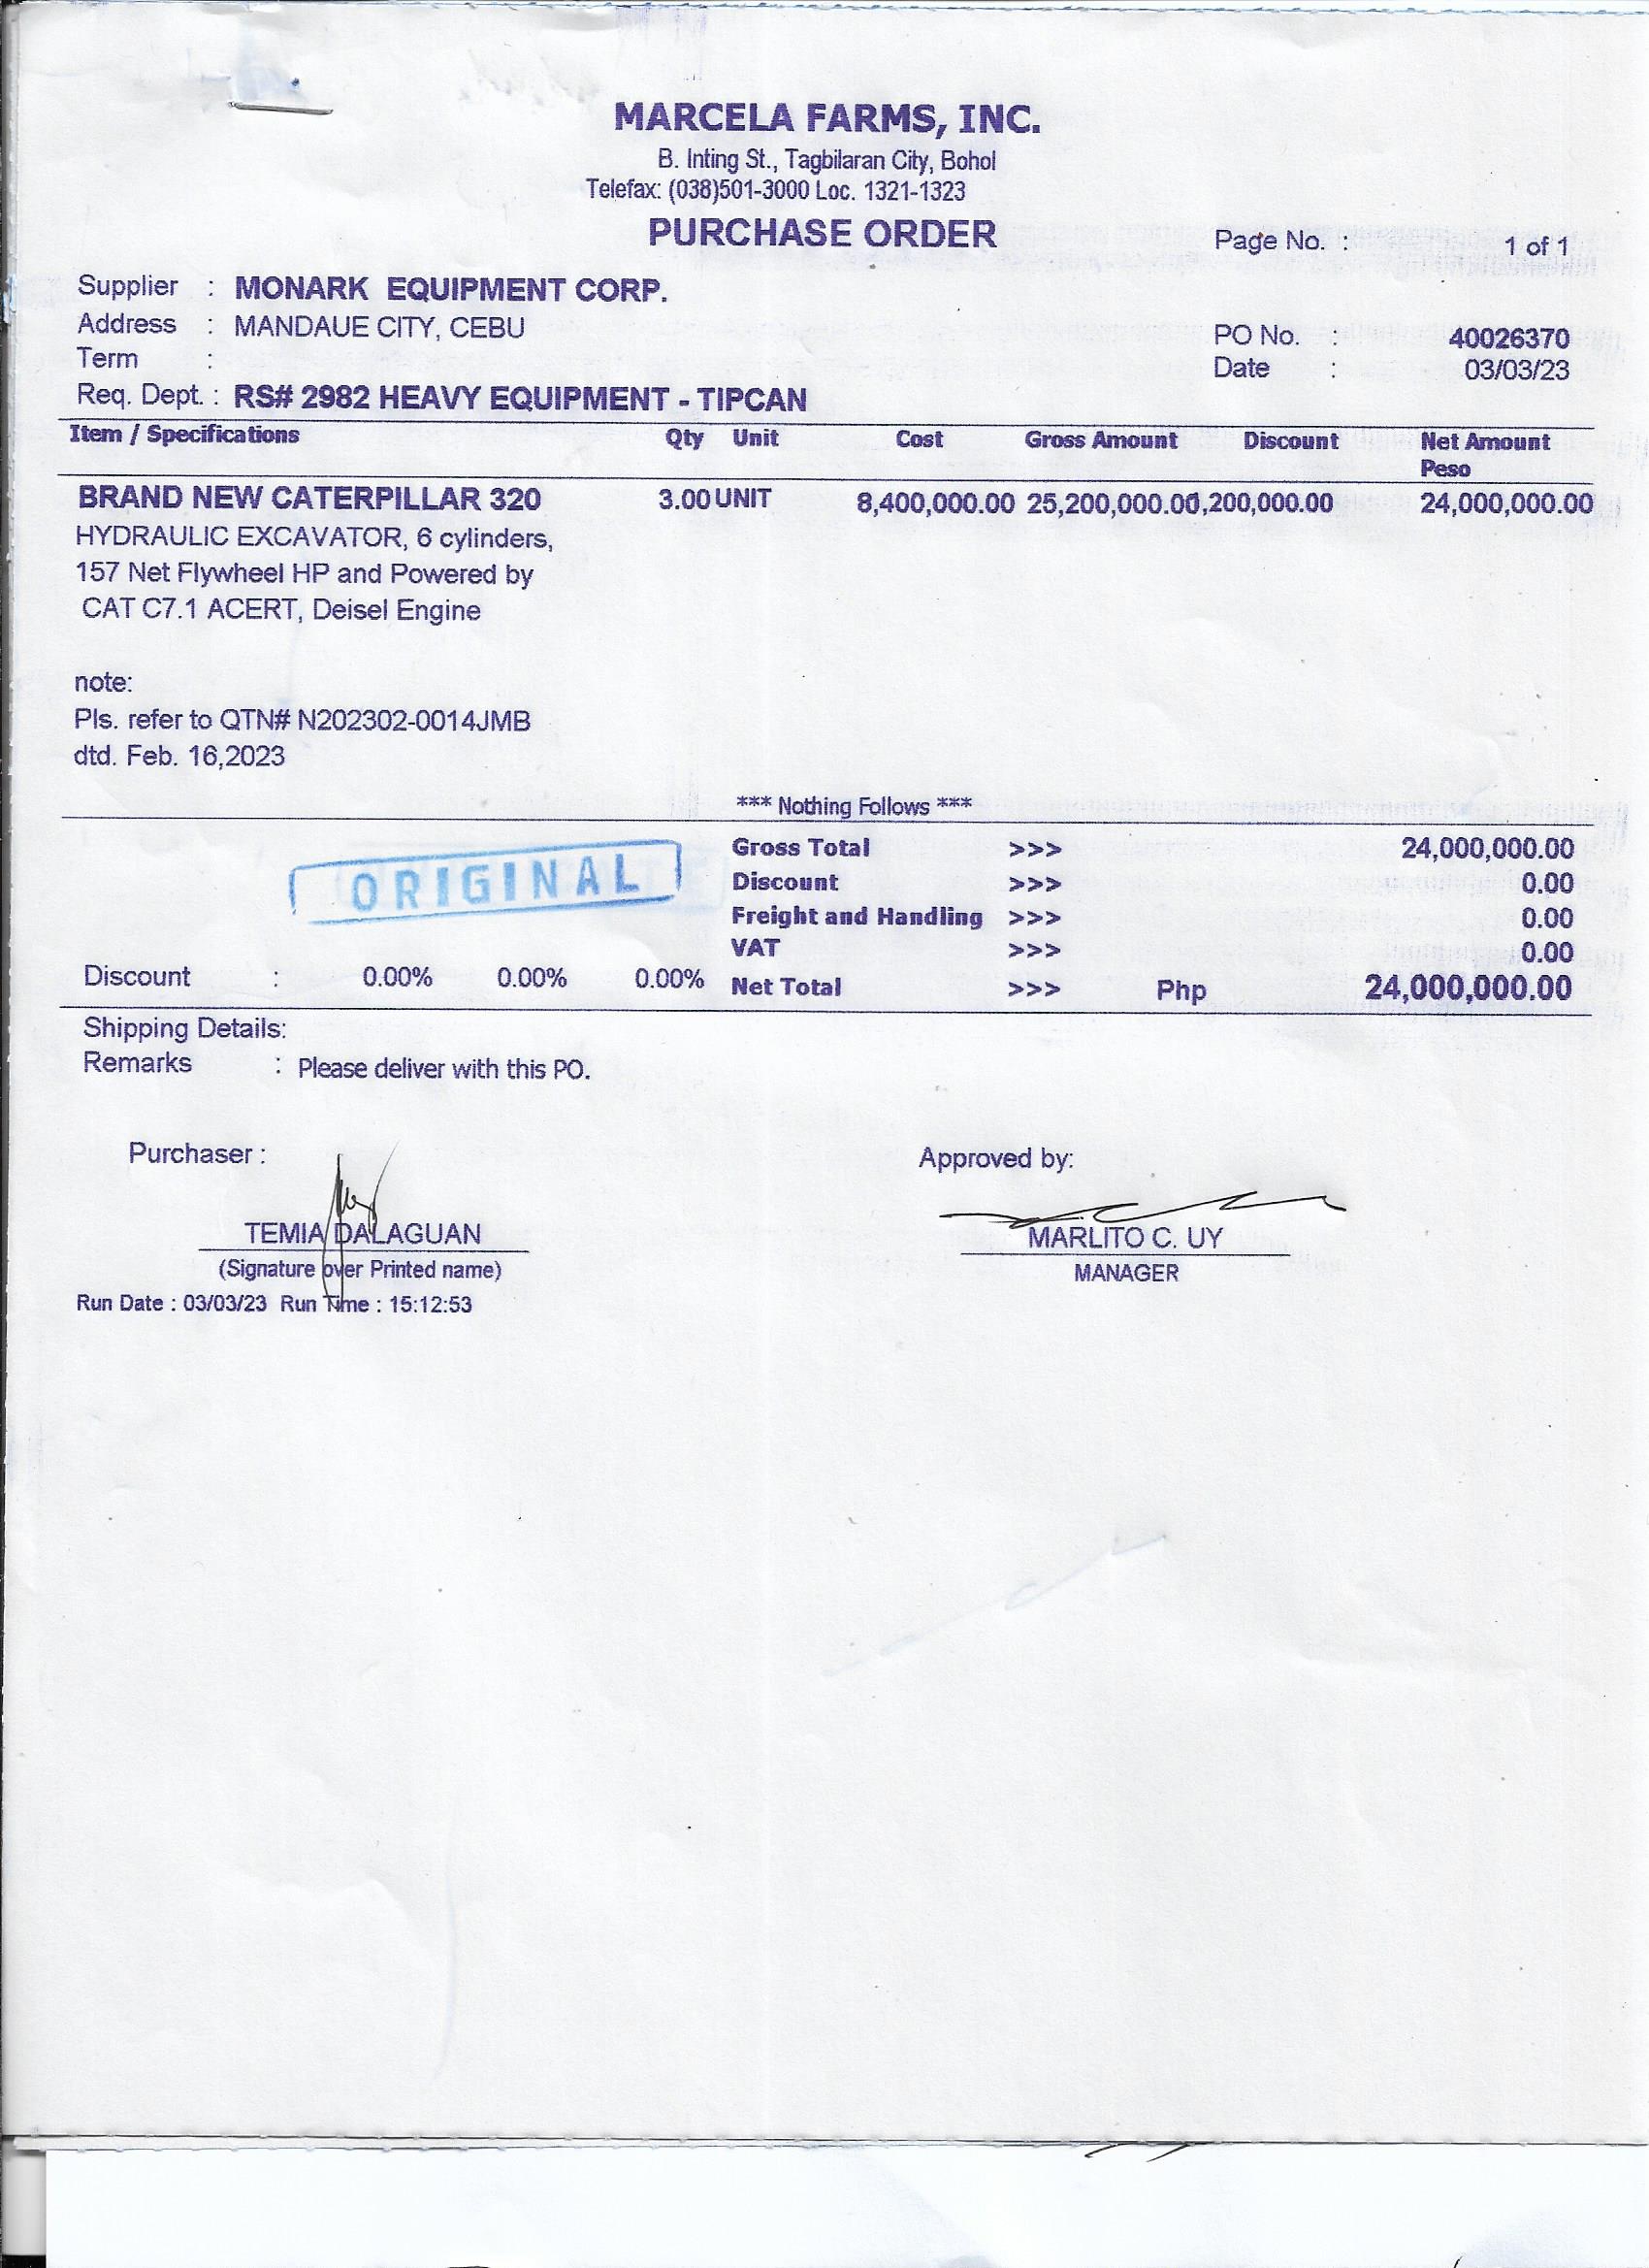 MARCELA FARMS, INC.
B. Inting St., Tagbilaran City, Bohol
Telefax: (038)501-3000 Loc. 1321-1323
PURCHASE ORDER
Page No. : 1 of 1
Supplier : MONARK EQUIPMENT CORP.
Address : MANDAUE CITY, CEBU
PO No. : 40026370
Term :
Date : 03/03/23
Req. Dept. : RS# 2982 HEAVY EQUIPMENT - TIPCAN
Item / Specifications Qty Unit Cost Gross Amount Discount Net Amount
Peso
BRAND NEW CATERPILLAR 320 3.00 UNIT 8,400,000.00 25,200,000.00 1,200,000.00 24,000,000.00
HYDRAULIC EXCAVATOR, 6 cylinders,
157 Net Flywheel HP and Powered by
CAT C7.1 ACERT, Deisel Engine
note:
Pls. refer to QTN# N202302-0014JMB
dtd. Feb. 16,2023
*** Nothing Follows ***
Gross Total >>> 24,000,000.00
ORIGINAL
Discount >>> 0.00
Freight and Handling >>> 0.00
VAT >>> 0.00
Discount : 0.00% 0.00% 0.00% Net Total >>> Php 24,000,000.00
Shipping Details:
Remarks : Please deliver with this PO.
Purchaser : Approved by:
TEMIA DALAGUAN MARLITO C. UY
(Signature over Printed name) MANAGER
Run Date : 03/03/23 Run Time : 15:12:53